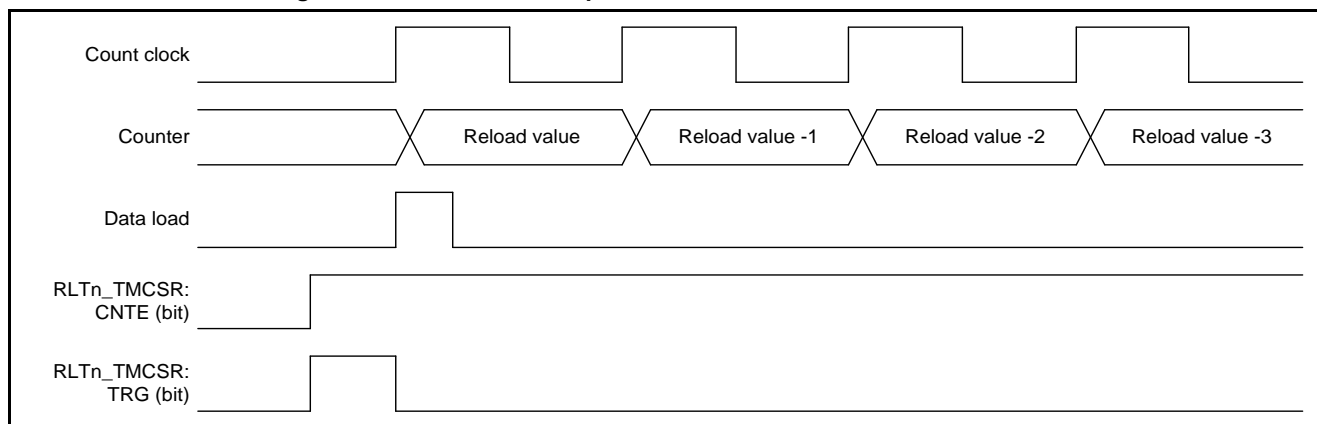 Count clock
Counter
Reload value
Reload value -1
Reload value -2
Reload value -3
Data load
RLTn_TMCSR:
CNTE (bit)
RLTn_TMCSR:
TRG (bit)